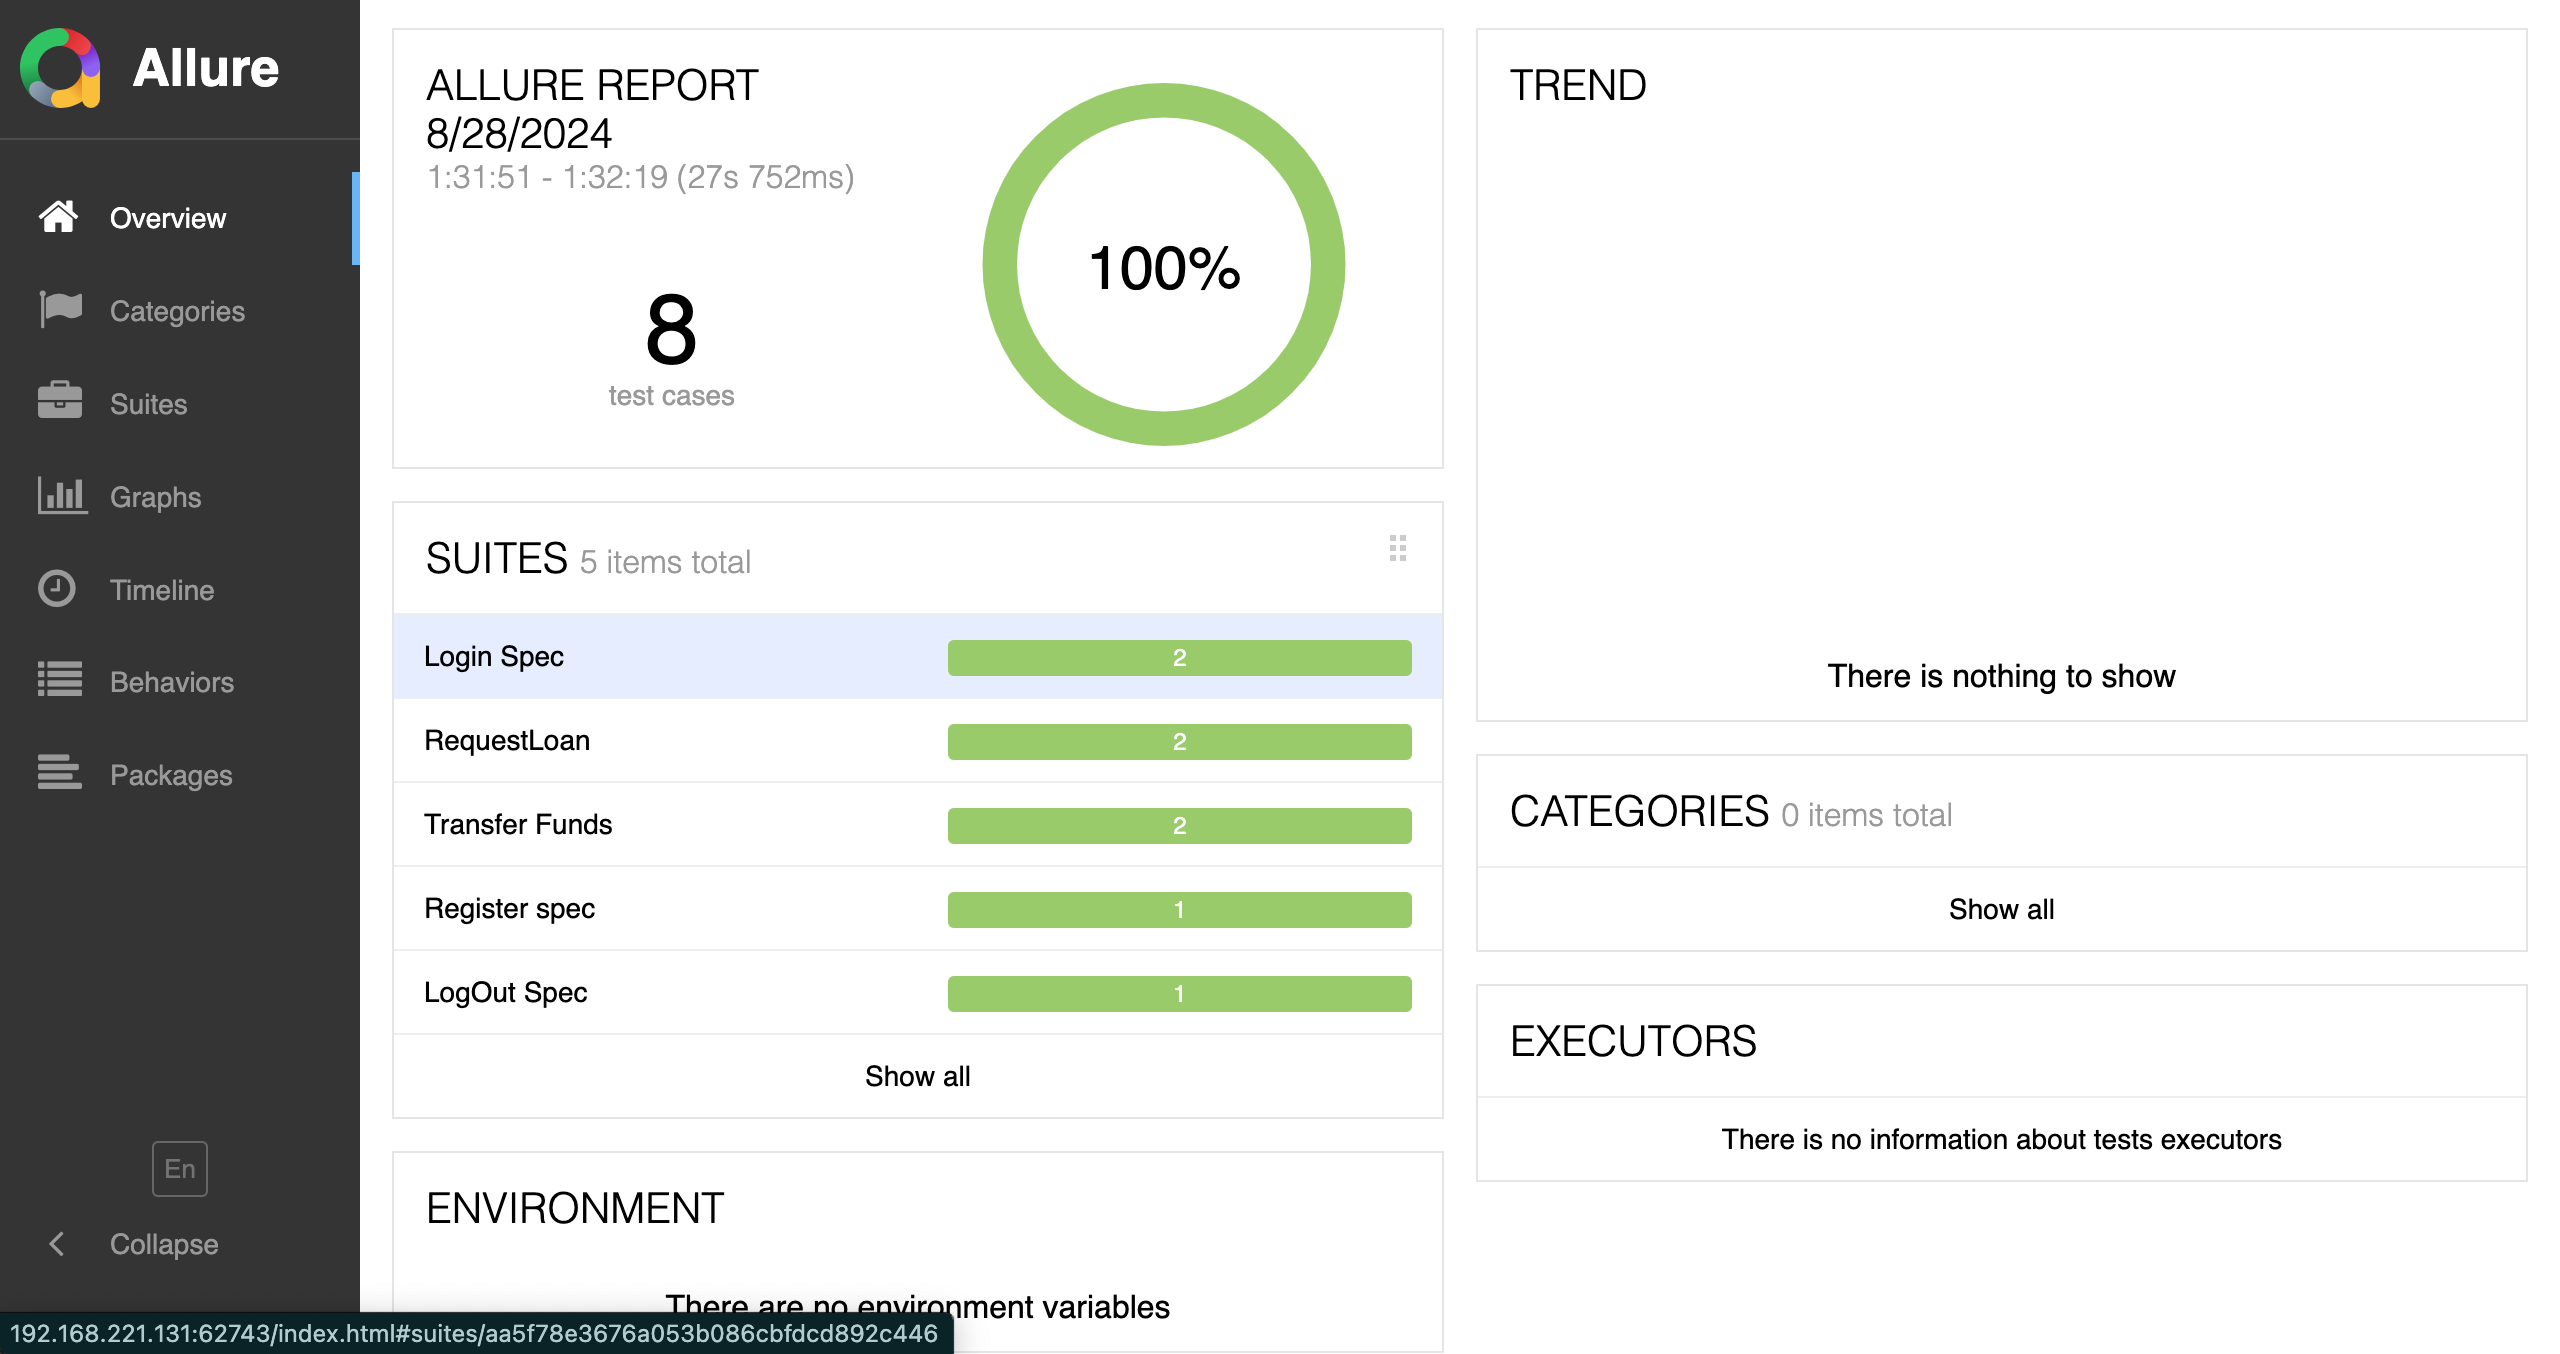 Allure
Overview
Categories
Suites
Graphs
Timeline
Behaviors
Packages
En
Collapse
ALLURE REPORT
8/28/2024
1:31:51 - 1:32:19 (27s 752ms)
8
test cases
100%
SUITES 5 items total
Login Spec 2
RequestLoan 2
Transfer Funds 2
Register spec 1
LogOut Spec 1
Show all
ENVIRONMENT
There are no environment variables
TREND
There is nothing to show
CATEGORIES 0 items total
Show all
EXECUTORS
There is no information about tests executors
192.168.221.131:62743/index.html#suites/aa5f78e3676a053b086cbfdcd892c446